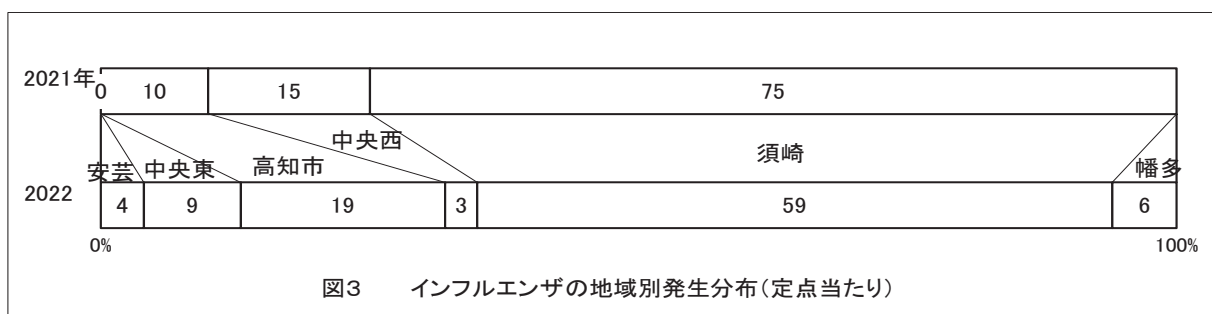 2021年
0 10 15 75
中央西
安芸 中央東 高知市 須崎 幡多
2022
4 9 19 3 59 6
0% 100%
図3 インフルエンザの地域別発生分布(定点当たり)